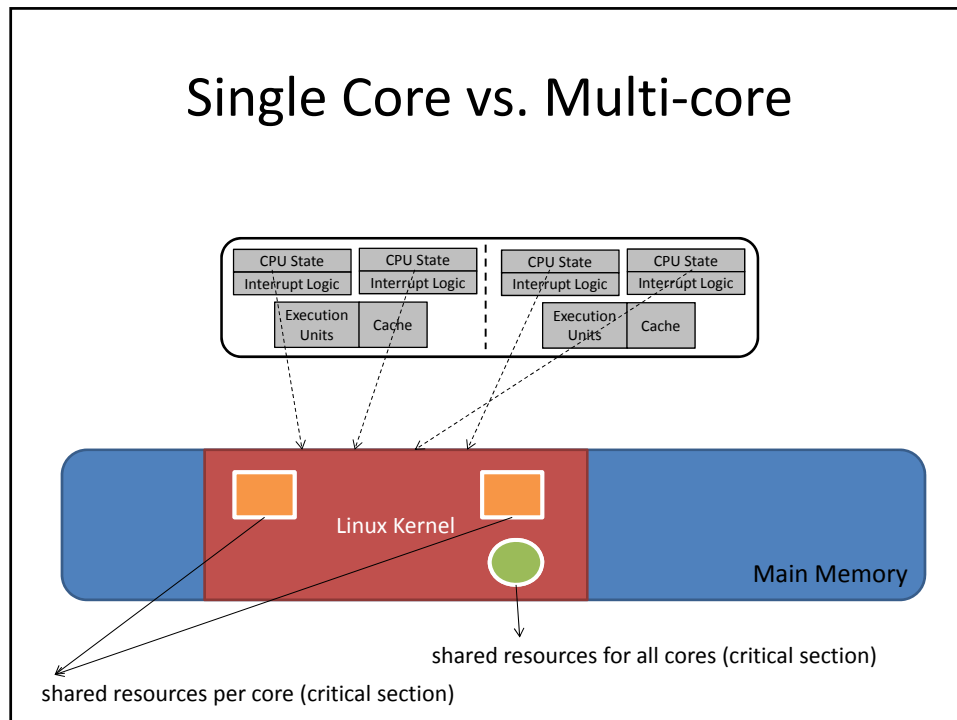 Single Core vs. Multi-core
CPU State
CPU State
CPU State
CPU State
Interrupt Logic
Interrupt Logic
Interrupt Logic
Interrupt Logic
Execution
Units
Cache
Execution
Units
Cache
Linux Kernel
Main Memory
shared resources for all cores (critical section)
shared resources per core (critical section)